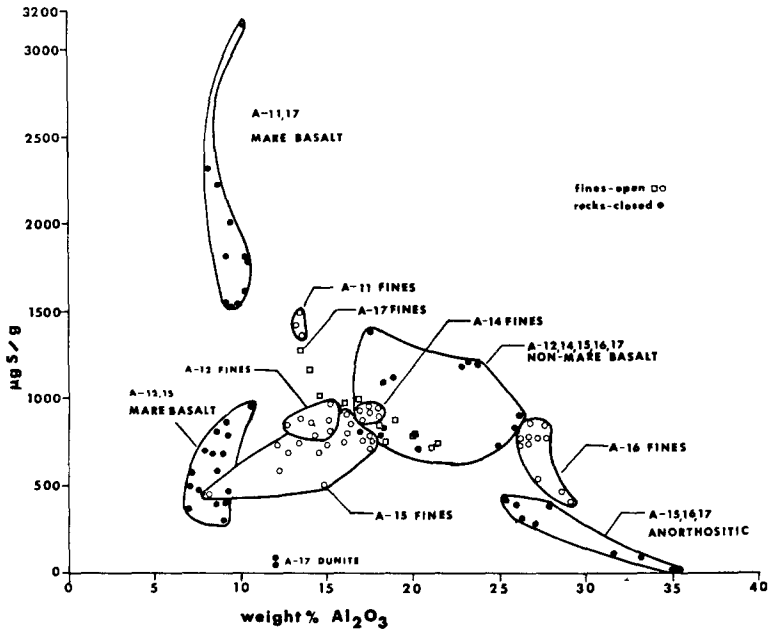 3200
3000
A-11,17
MARE BASALT
2500
fines-open □○
rocks-closed ●
2000
A-11 FINES
1500
A-17 FINES
A-14 FINES
A-12,14,15,16,17
NON-MARE BASALT
μg S/g
A-12 FINES
A-12,15
MARE BASALT
1000
A-16 FINES
500
A-15 FINES
A-15,16,17
ANORTHOSITIC
A-17 DUNITE
0
0 5 10 15 20 25 30 35 40
weight% Al₂O₃